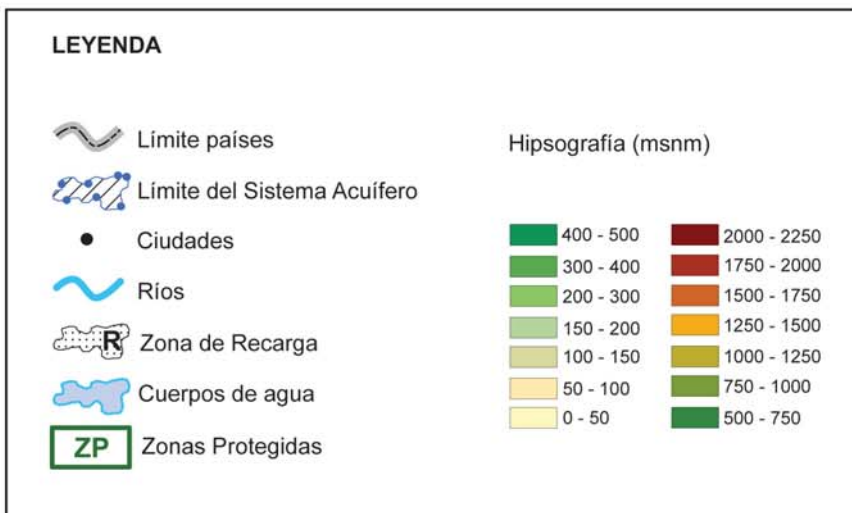 LEYENDA
Límite países
Límite del Sistema Acuífero
Ciudades
Ríos
R
Zona de Recarga
Cuerpos de agua
ZP
Zonas Protegidas
Hipsografía (msnm)
400 - 500
300 - 400
200 - 300
150 - 200
100 - 150
50 - 100
0 - 50
2000 - 2250
1750 - 2000
1500 - 1750
1250 - 1500
1000 - 1250
750 - 1000
500 - 750